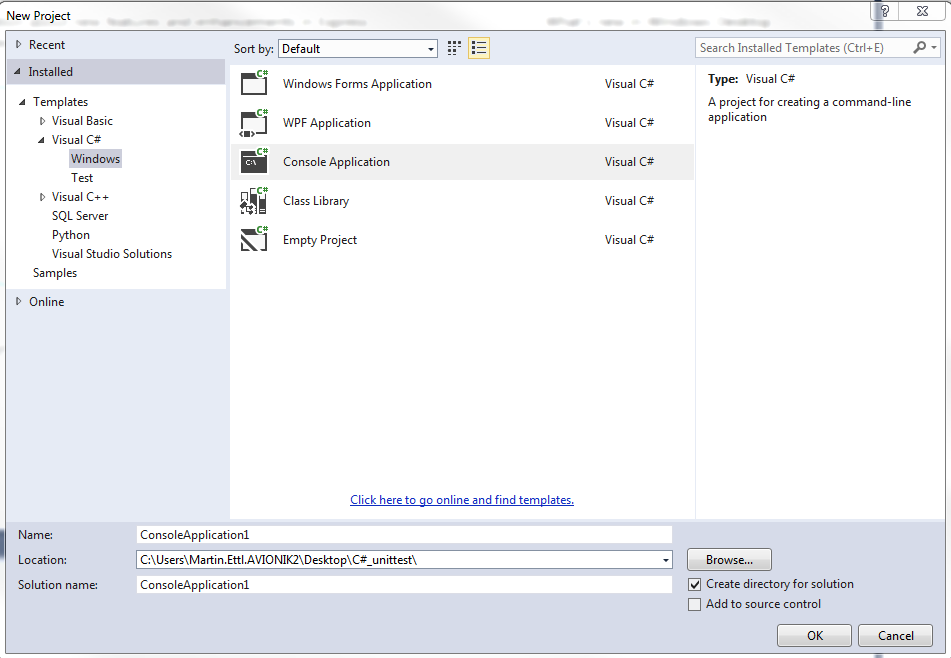 New Project
Recent
Installed
Templates
Visual Basic
Visual C#
Windows
Test
Visual C++
SQL Server
Python
Visual Studio Solutions
Samples
Online
Sort by: Default
Search Installed Templates (Ctrl+E)
C# Windows Forms Application Visual C#
C# WPF Application Visual C#
C# C:\ Console Application Visual C#
C# Class Library Visual C#
C# Empty Project Visual C#
Click here to go online and find templates.
Type: Visual C#
A project for creating a command-line
application
Name: ConsoleApplication1
Location: C:\Users\Martin.Ettl.AVIONIK2\Desktop\C#_unittest\ Browse...
Solution name: ConsoleApplication1
Create directory for solution
Add to source control
OK Cancel